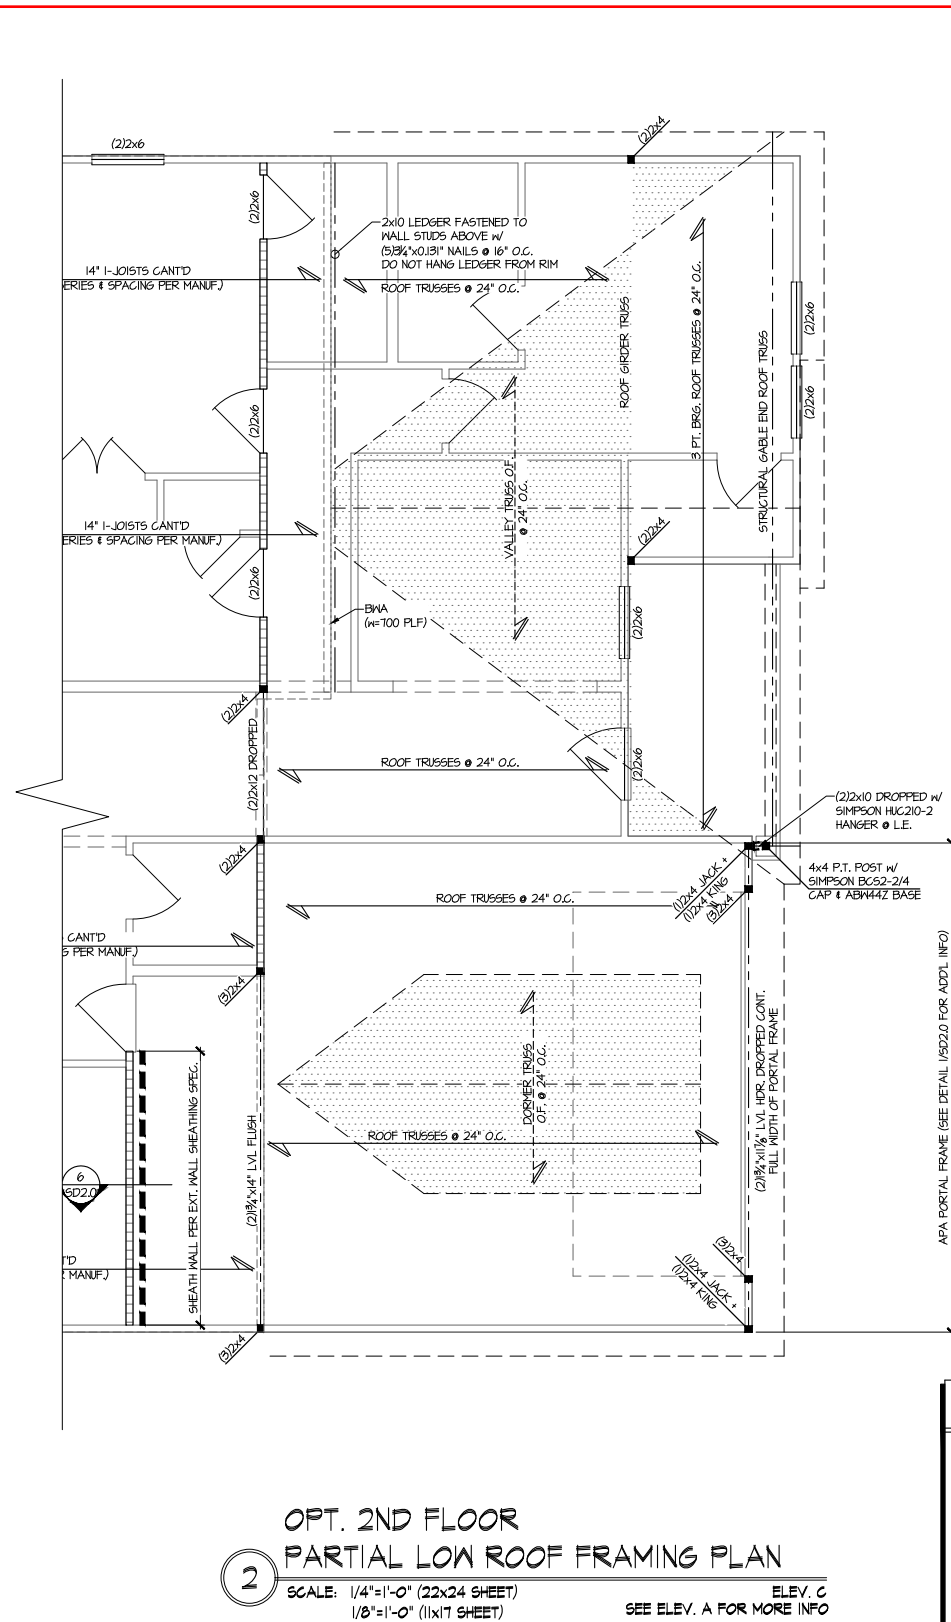 (2)2x6
(2)2x4
(2)2x6
2x10 LEDGER FASTENED TO
WALL STUDS ABOVE w/
(5)3¼"x0.131" NAILS @ 16" O.C.
DO NOT HANG LEDGER FROM RIM
14" I-JOISTS CANT'D
ERIES & SPACING PER MANUF.)
ROOF TRUSSES @ 24" O.C.
ROOF GIRDER TRUSS
3 PT. BRG. ROOF TRUSSES @ 24" O.C.
STRUCTURAL GABLE END ROOF TRUSS
(2)2x6
(2)2x6
(2)2x6
VALLEY TRUSS O.F.
@ 24" O.C.
14" I-JOISTS CANT'D
ERIES & SPACING PER MANUF.)
(2)2x4
(2)2x6
BWA
(w=700 PLF)
(2)2x6
(2)2x4
(2)2x12 DROPPED
ROOF TRUSSES @ 24" O.C.
(2)2x6
(2)2x10 DROPPED w/
SIMPSON HUC210-2
HANGER @ L.E.
(2)2x4
4x4 P.T. POST w/
SIMPSON BCS2-2/4
CAP & ABW44Z BASE
(1)2x4 JACK +
(1)2x4 KING
(3)2x4
ROOF TRUSSES @ 24" O.C.
CANT'D
G PER MANUF.)
(3)2x4
APA PORTAL FRAME (SEE DETAIL 1/SD2.0 FOR ADD'L INFO)
(2)1¾"x11⅞" LVL HDR. DROPPED CONT.
FULL WIDTH OF PORTAL FRAME
DORMER TRUSS
O.F. @ 24" O.C.
SHEATH WALL PER EXT. WALL SHEATHING SPEC.
(2)1¾"x14" LVL FLUSH
ROOF TRUSSES @ 24" O.C.
6
SD2.0
T'D
R MANUF.)
(3)2x4
(1)2x4 JACK +
(1)2x4 KING
(3)2x4
OPT. 2ND FLOOR
2 PARTIAL LOW ROOF FRAMING PLAN
SCALE: 1/4"=1'-0" (22x24 SHEET) ELEV. C
1/8"=1'-0" (11x17 SHEET) SEE ELEV. A FOR MORE INFO